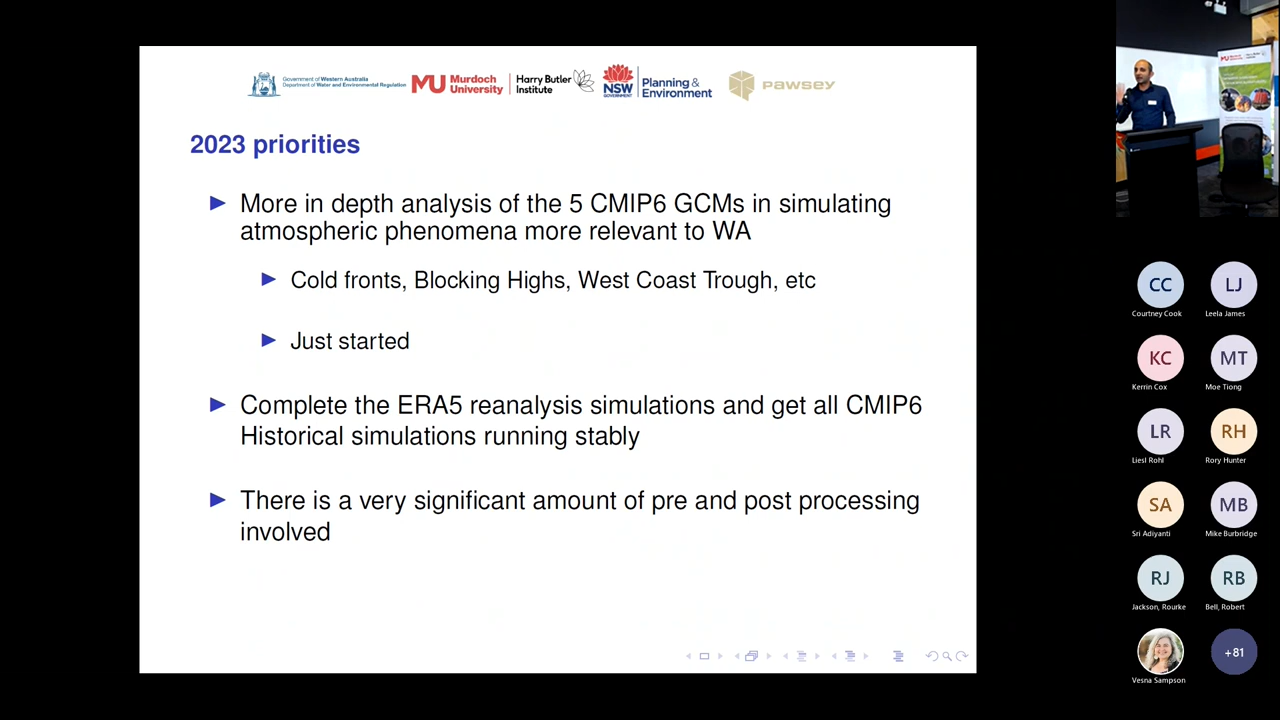 Government of Western Australia
Department of Water and Environmental Regulation
MU Murdoch University
Harry Butler Institute
NSW GOVERNMENT
Planning & Environment
PAWSEY
2023 priorities
More in depth analysis of the 5 CMIP6 GCMs in simulating
atmospheric phenomena more relevant to WA
Cold fronts, Blocking Highs, West Coast Trough, etc
Just started
Complete the ERA5 reanalysis simulations and get all CMIP6
Historical simulations running stably
There is a very significant amount of pre and post processing
involved
CC
Courtney Cook
LJ
Leela James
KC
Kerrin Cox
MT
Moe Tiong
LR
Liesl Rohl
RH
Rory Hunter
SA
Sri Adiyanti
MB
Mike Burbridge
RJ
Jackson, Rourke
RB
Bell, Robert
Vesna Sampson
+81